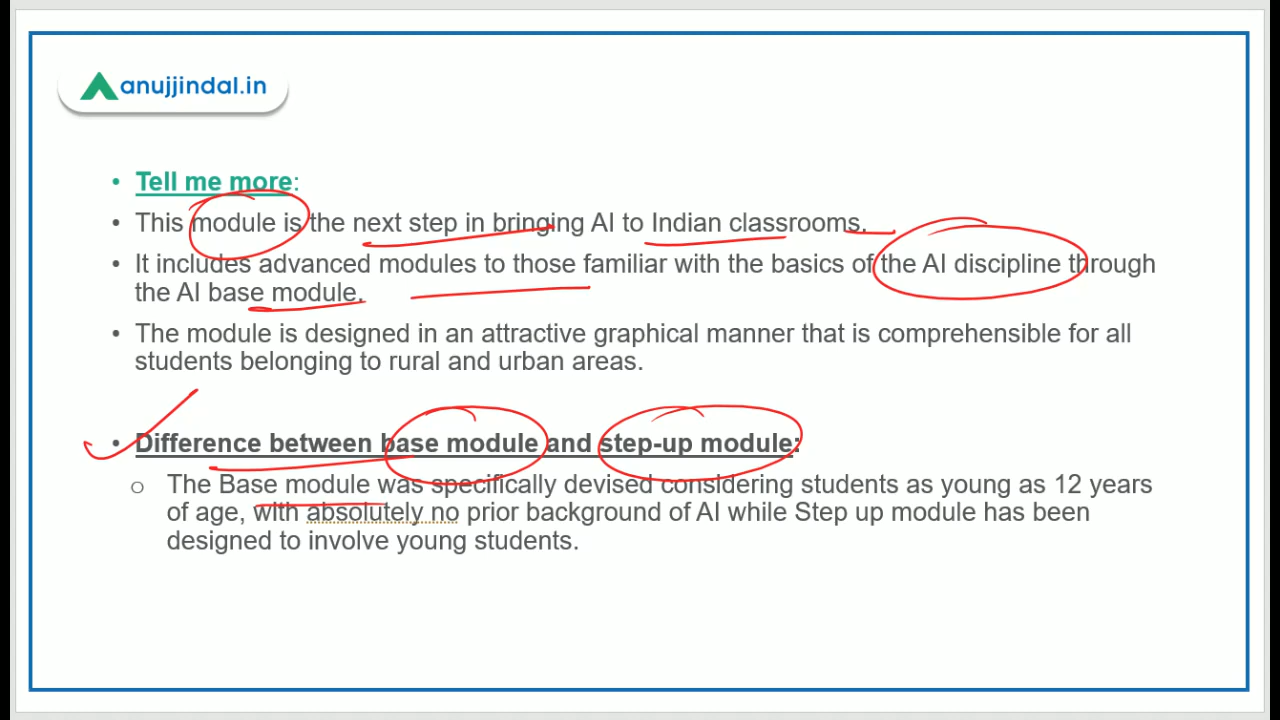 anujjindal.in
• Tell me more:
• This module is the next step in bringing AI to Indian classrooms.
• It includes advanced modules to those familiar with the basics of the AI discipline through
the AI base module.
• The module is designed in an attractive graphical manner that is comprehensible for all
students belonging to rural and urban areas.
• Difference between base module and step-up module:
o The Base module was specifically devised considering students as young as 12 years
of age, with absolutely no prior background of AI while Step up module has been
designed to involve young students.